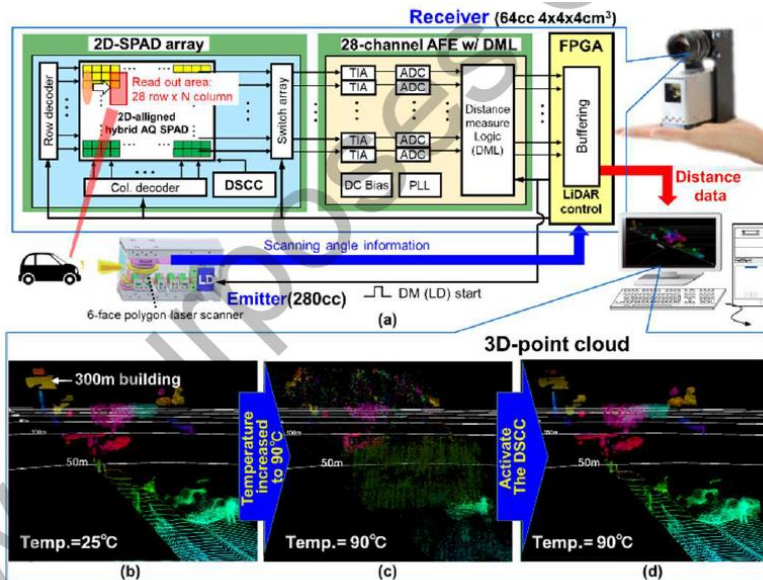 Receiver (64cc 4x4x4cm³)
2D-SPAD array
28-channel AFE w/ DML
FPGA
Row decoder
Read out area:
28 row x N column
2D-alligned
hybrid AQ SPAD
Switch array
Col. decoder
DSCC
TIA
ADC
TIA
ADC
TIA
ADC
TIA
ADC
DC Bias
PLL
Distance
measure
Logic
(DML)
Buffering
LiDAR
control
Distance
data
Scanning angle information
LD
Emitter(280cc)
DM (LD) start
6-face polygon laser scanner
(a)
3D-point cloud
300m building
50m
Temp.=25℃
(b)
Temperature
increased
to 90℃
50m
Temp.= 90℃
(c)
Activate
The DSCC
50m
Temp.= 90℃
(d)